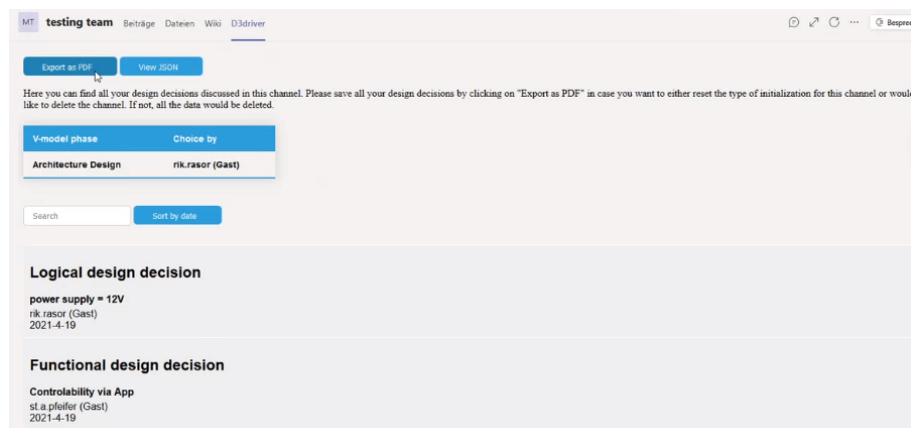 MT testing team Beiträge Dateien Wiki D3driver
Export as PDF View JSON
Here you can find all your design decisions discussed in this channel. Please save all your design decisions by clicking on "Export as PDF" in case you want to either reset the type of initialization for this channel or would
like to delete the channel. If not, all the data would be deleted.
V-model phase Choice by
Architecture Design rik.rasor (Gast)
Search Sort by date
Logical design decision
power supply = 12V
rik.rasor (Gast)
2021-4-19
Functional design decision
Controlability via App
st.a.pfeifer (Gast)
2021-4-19